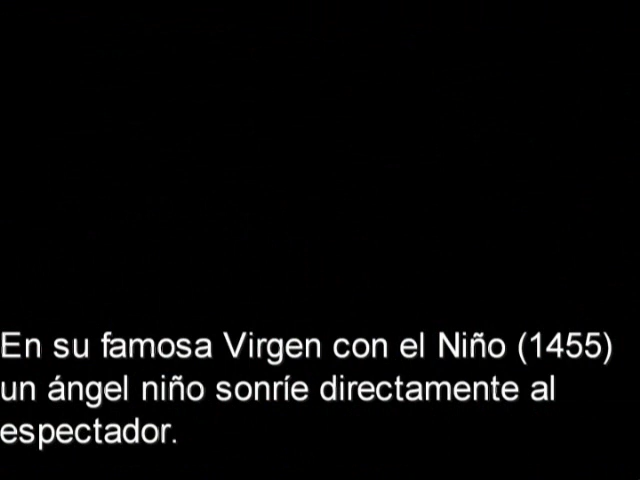 En su famosa Virgen con el Niño (1455)
un ángel niño sonríe directamente al
espectador.